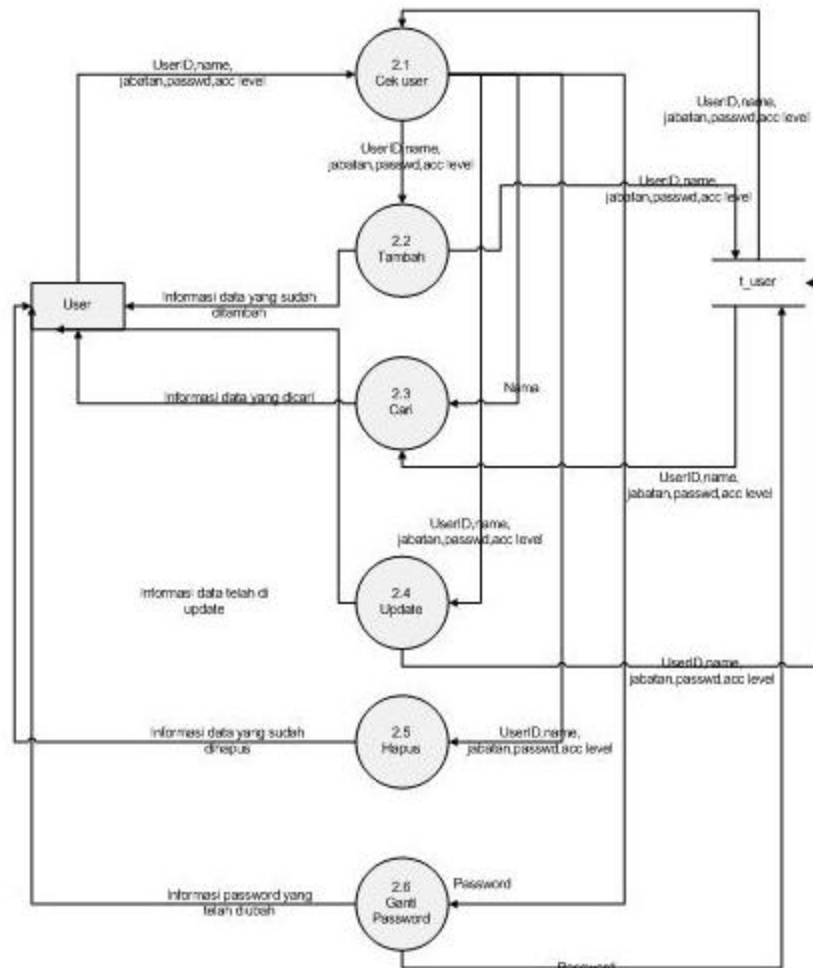 2.1
Cek user
UserID,name,
jabatan,passwd,acc level
UserID,name,
jabatan,passwd,acc level
UserID,name,
jabatan,passwd,acc level
UserID,name,
jabatan,passwd,acc level
2.2
Tambah
User
Informasi data yang sudah
ditambah
t_user
2.3
Cari
Nama
Informasi data yang dicari
UserID,name,
jabatan,passwd,acc level
UserID,name,
jabatan,passwd,acc level
2.4
Update
Informasi data telah di
update
UserID,name,
jabatan,passwd,acc level
2.5
Hapus
Informasi data yang sudah
dihapus
UserID,name,
jabatan,passwd,acc level
2.6
Ganti
Password
Password
Informasi password yang
telah diubah
Password